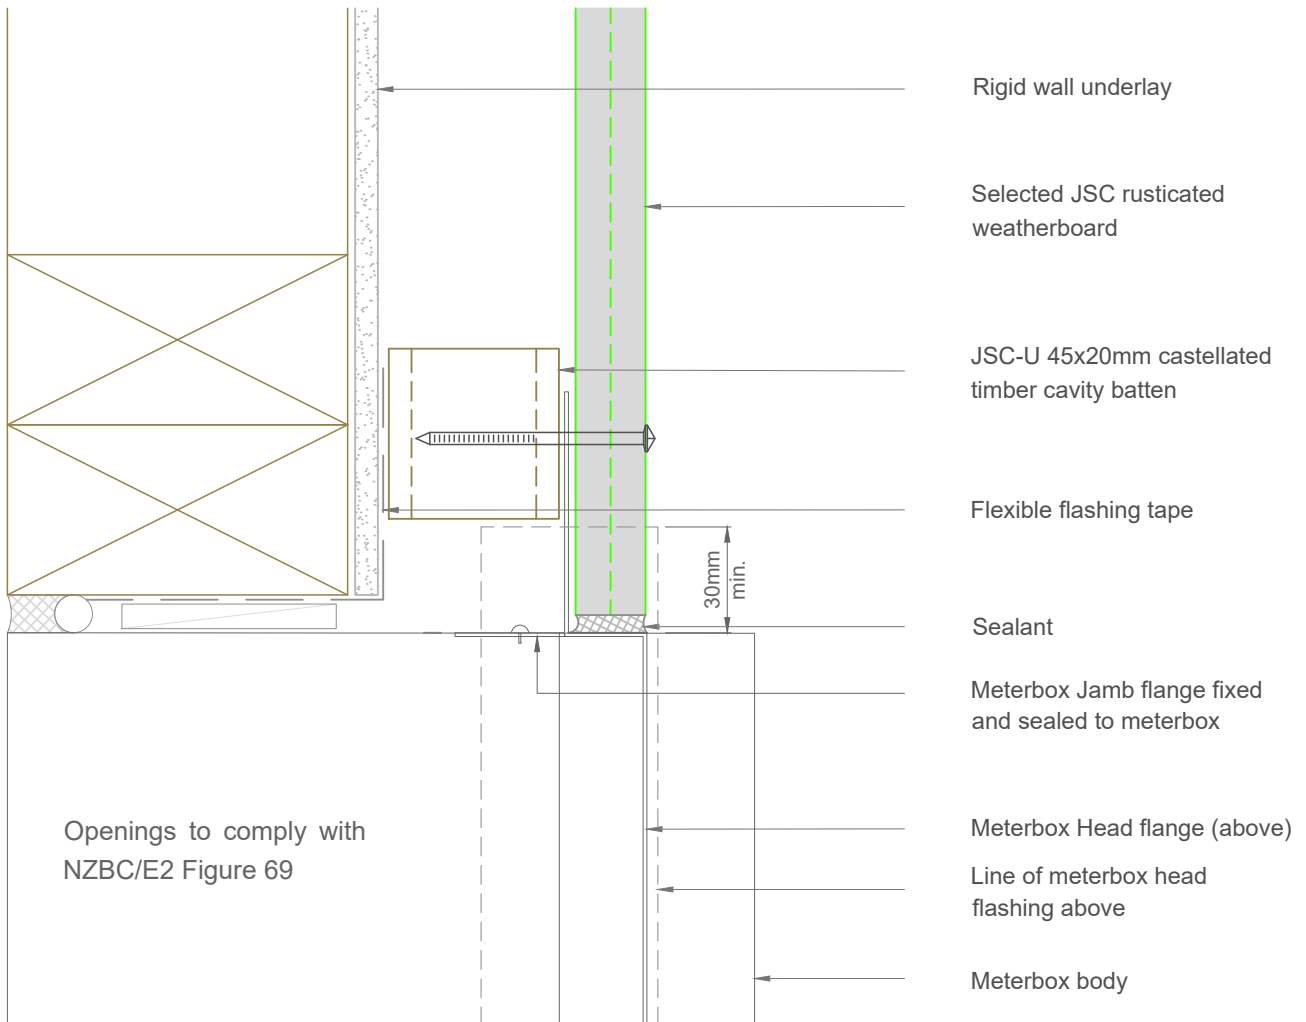 Rigid wall underlay
Selected JSC rusticated
weatherboard
JSC-U 45x20mm castellated
timber cavity batten
Flexible flashing tape
30mm
min.
Sealant
Meterbox Jamb flange fixed
and sealed to meterbox
Openings to comply with
NZBC/E2 Figure 69
Meterbox Head flange (above)
Line of meterbox head
flashing above
Meterbox body